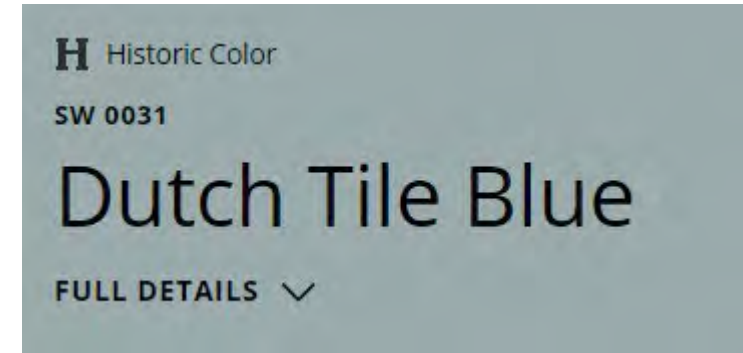 H Historic Color
SW 0031
Dutch Tile Blue
FULL DETAILS